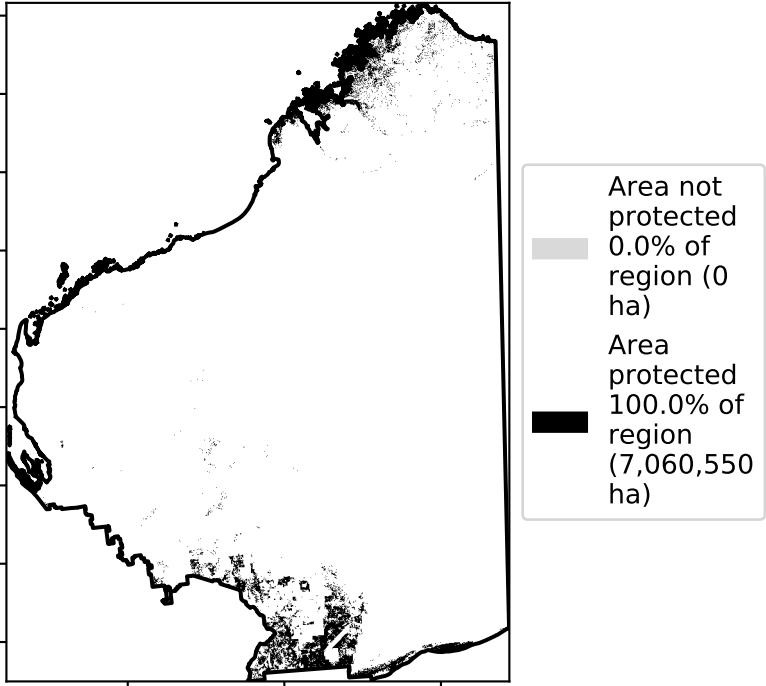 Area not
protected
0.0% of
region (0
ha)
Area
protected
100.0% of
region
(7,060,550
ha)